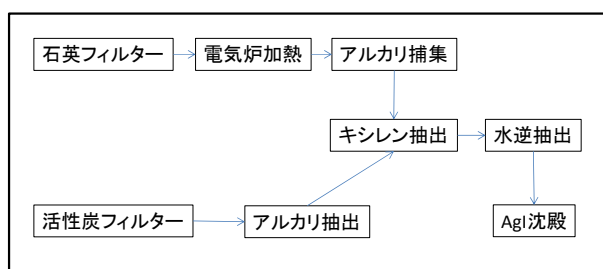 石英フィルター
電気炉加熱
アルカリ捕集
キシレン抽出
水逆抽出
活性炭フィルター
アルカリ抽出
AgI沈殿